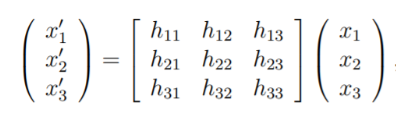 ( x′₁ ) = [ h₁₁ h₁₂ h₁₃ ] ( x₁ )
( x′₂ ) = [ h₂₁ h₂₂ h₂₃ ] ( x₂ )
( x′₃ ) = [ h₃₁ h₃₂ h₃₃ ] ( x₃ ) ,